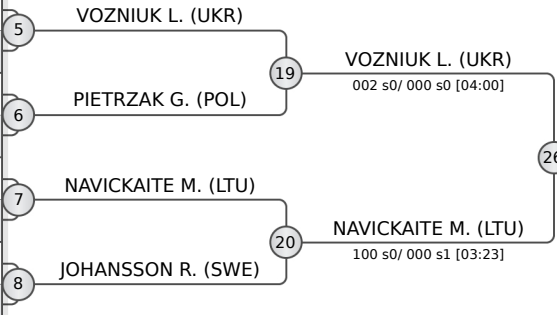 VOZNIUK L. (UKR)
5
19
VOZNIUK L. (UKR)
002 s0/ 000 s0 [04:00]
PIETRZAK G. (POL)
6
26
NAVICKAITE M. (LTU)
7
20
NAVICKAITE M. (LTU)
100 s0/ 000 s1 [03:23]
JOHANSSON R. (SWE)
8